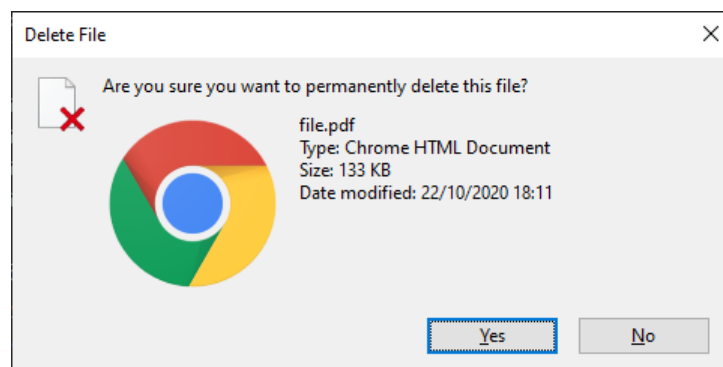 Delete File
Are you sure you want to permanently delete this file?
file.pdf
Type: Chrome HTML Document
Size: 133 KB
Date modified: 22/10/2020 18:11
Yes
No